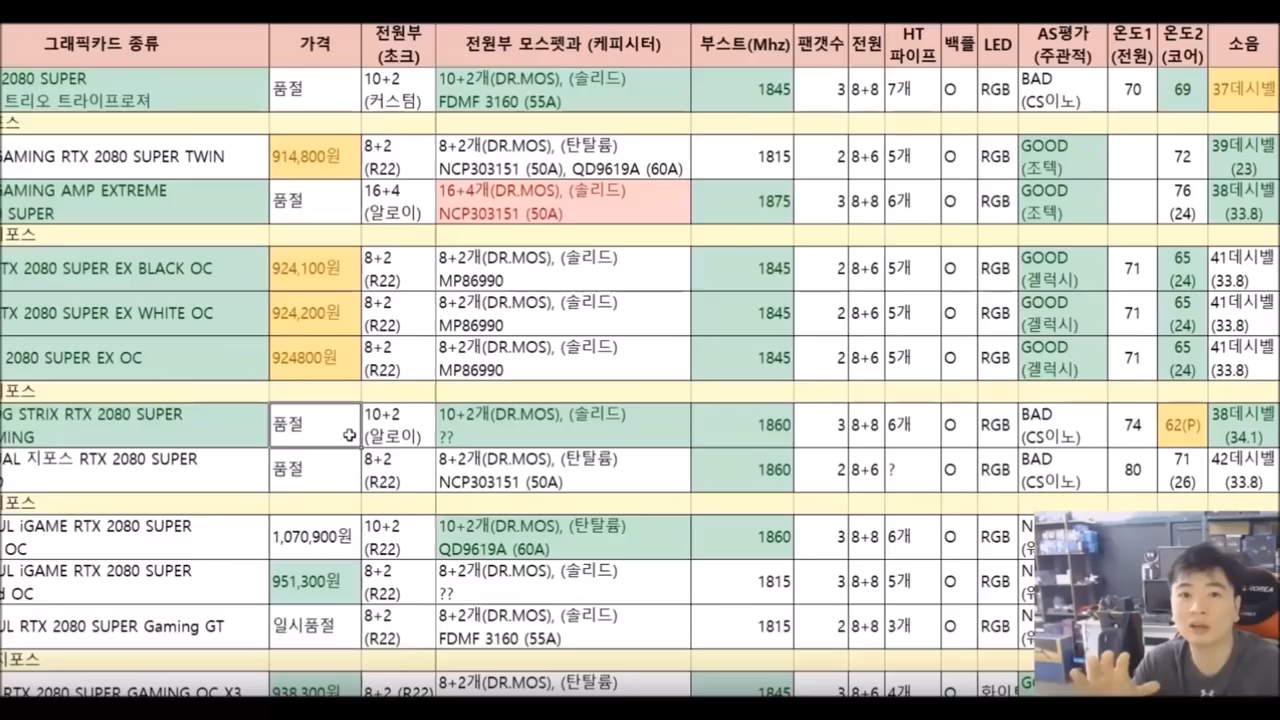 그래픽카드 종류 가격 전원부 (초크) 전원부 모스펫과 (케피시터) 부스트(Mhz) 팬갯수 전원 HT 파이프 백플 LED AS평가 (주관적) 온도1 (전원) 온도2 (코어) 소음
2080 SUPER 트리오 트라이프로져 품절 10+2 (커스텀) 10+2개(DR.MOS), (솔리드) FDMF 3160 (55A) 1845 3 8+8 7개 O RGB BAD (CS이노) 70 69 37데시벨
포스
GAMING RTX 2080 SUPER TWIN 914,800원 8+2 (R22) 8+2개(DR.MOS), (탄탈륨) NCP303151 (50A), QD9619A (60A) 1815 2 8+6 5개 O RGB GOOD (조텍) 72 39데시벨 (23)
GAMING AMP EXTREME SUPER 품절 16+4 (알로이) 16+4개(DR.MOS), (솔리드) NCP303151 (50A) 1875 3 8+8 6개 O RGB GOOD (조텍) 76 (24) 38데시벨 (33.8)
지포스
TX 2080 SUPER EX BLACK OC 924,100원 8+2 (R22) 8+2개(DR.MOS), (솔리드) MP86990 1845 2 8+6 5개 O RGB GOOD (겔럭시) 71 65 (24) 41데시벨 (33.8)
TX 2080 SUPER EX WHITE OC 924,200원 8+2 (R22) 8+2개(DR.MOS), (솔리드) MP86990 1845 2 8+6 5개 O RGB GOOD (겔럭시) 71 65 (24) 41데시벨 (33.8)
2080 SUPER EX OC 924800원 8+2 (R22) 8+2개(DR.MOS), (솔리드) MP86990 1845 2 8+6 5개 O RGB GOOD (겔럭시) 71 65 (24) 41데시벨 (33.8)
지포스
OG STRIX RTX 2080 SUPER MING 품절 10+2 (알로이) 10+2개(DR.MOS), (솔리드) ?? 1860 3 8+8 6개 O RGB BAD (CS이노) 74 62(P) 38데시벨 (34.1)
UAL 지포스 RTX 2080 SUPER 품절 8+2 (R22) 8+2개(DR.MOS), (탄탈륨) NCP303151 (50A) 1860 2 8+6 ? O RGB BAD (CS이노) 80 71 (26) 42데시벨 (33.8)
지포스
UL iGAME RTX 2080 SUPER OC 1,070,900원 10+2 (R22) 10+2개(DR.MOS), (탄탈륨) QD9619A (60A) 1860 3 8+8 6개 O RGB
UL iGAME RTX 2080 SUPER d OC 951,300원 8+2 (R22) 8+2개(DR.MOS), (솔리드) ?? 1815 3 8+8 5개 O RGB
UL RTX 2080 SUPER Gaming GT 일시품절 8+2 (R22) 8+2개(DR.MOS), (솔리드) FDMF 3160 (55A) 1815 2 8+8 3개 O RGB
지포스
RTX 2080 SUPER GAMING OC X3 938,300원 8+2 (R22) 8+2개(DR.MOS), (탄탈륨) 1845 3 8+6 4개 O